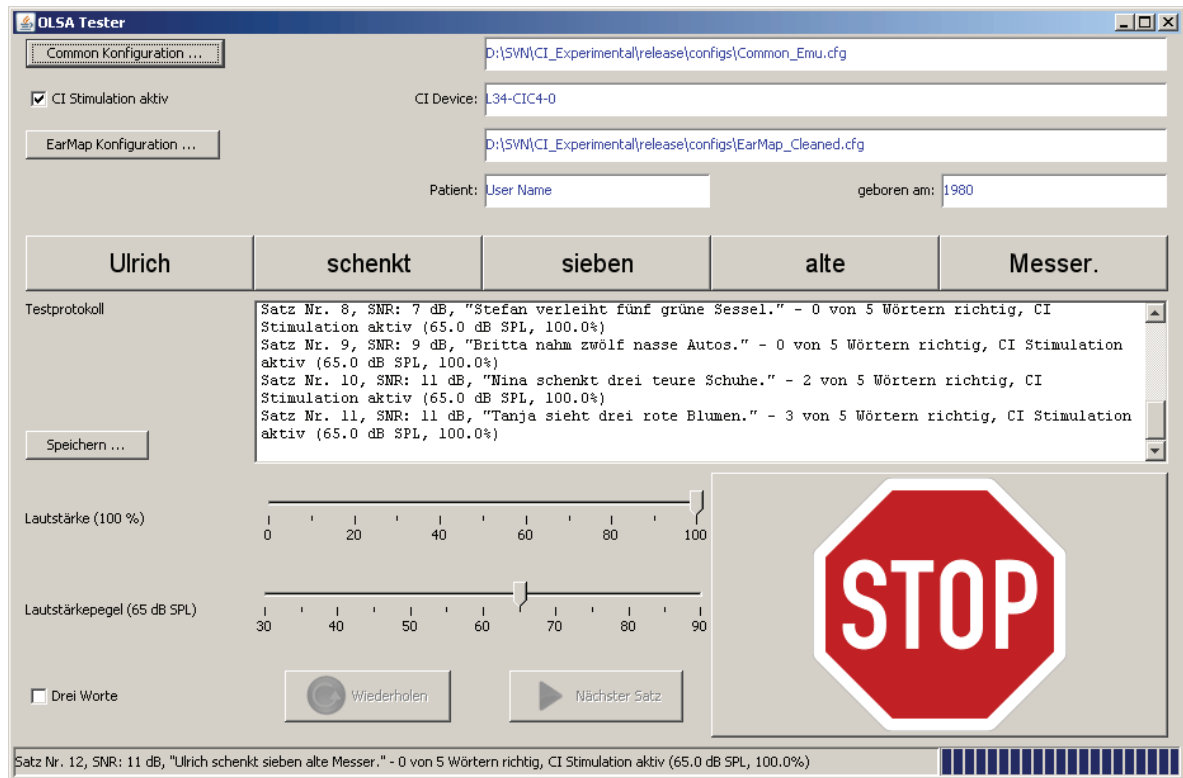 OLSA Tester
Common Konfiguration ...
D:\SVN\CI_Experimental\release\configs\Common_Emu.cfg
CI Stimulation aktiv
CI Device:
L34-CIC4-0
EarMap Konfiguration ...
D:\SVN\CI_Experimental\release\configs\EarMap_Cleaned.cfg
Patient:
User Name
geboren am:
1980
Ulrich
schenkt
sieben
alte
Messer.
Testprotokoll
Satz Nr. 8, SNR: 7 dB, "Stefan verleiht fünf grüne Sessel." - 0 von 5 Wörtern richtig, CI
Stimulation aktiv (65.0 dB SPL, 100.0%)
Satz Nr. 9, SNR: 9 dB, "Britta nahm zwölf nasse Autos." - 0 von 5 Wörtern richtig, CI Stimulation
aktiv (65.0 dB SPL, 100.0%)
Satz Nr. 10, SNR: 11 dB, "Nina schenkt drei teure Schuhe." - 2 von 5 Wörtern richtig, CI
Stimulation aktiv (65.0 dB SPL, 100.0%)
Satz Nr. 11, SNR: 11 dB, "Tanja sieht drei rote Blumen." - 3 von 5 Wörtern richtig, CI Stimulation
aktiv (65.0 dB SPL, 100.0%)
Speichern ...
Lautstärke (100 %)
0 20 40 60 80 100
Lautstärkepegel (65 dB SPL)
30 40 50 60 70 80 90
STOP
Drei Worte
Wiederholen
Nächster Satz
Satz Nr. 12, SNR: 11 dB, "Ulrich schenkt sieben alte Messer." - 0 von 5 Wörtern richtig, CI Stimulation aktiv (65.0 dB SPL, 100.0%)